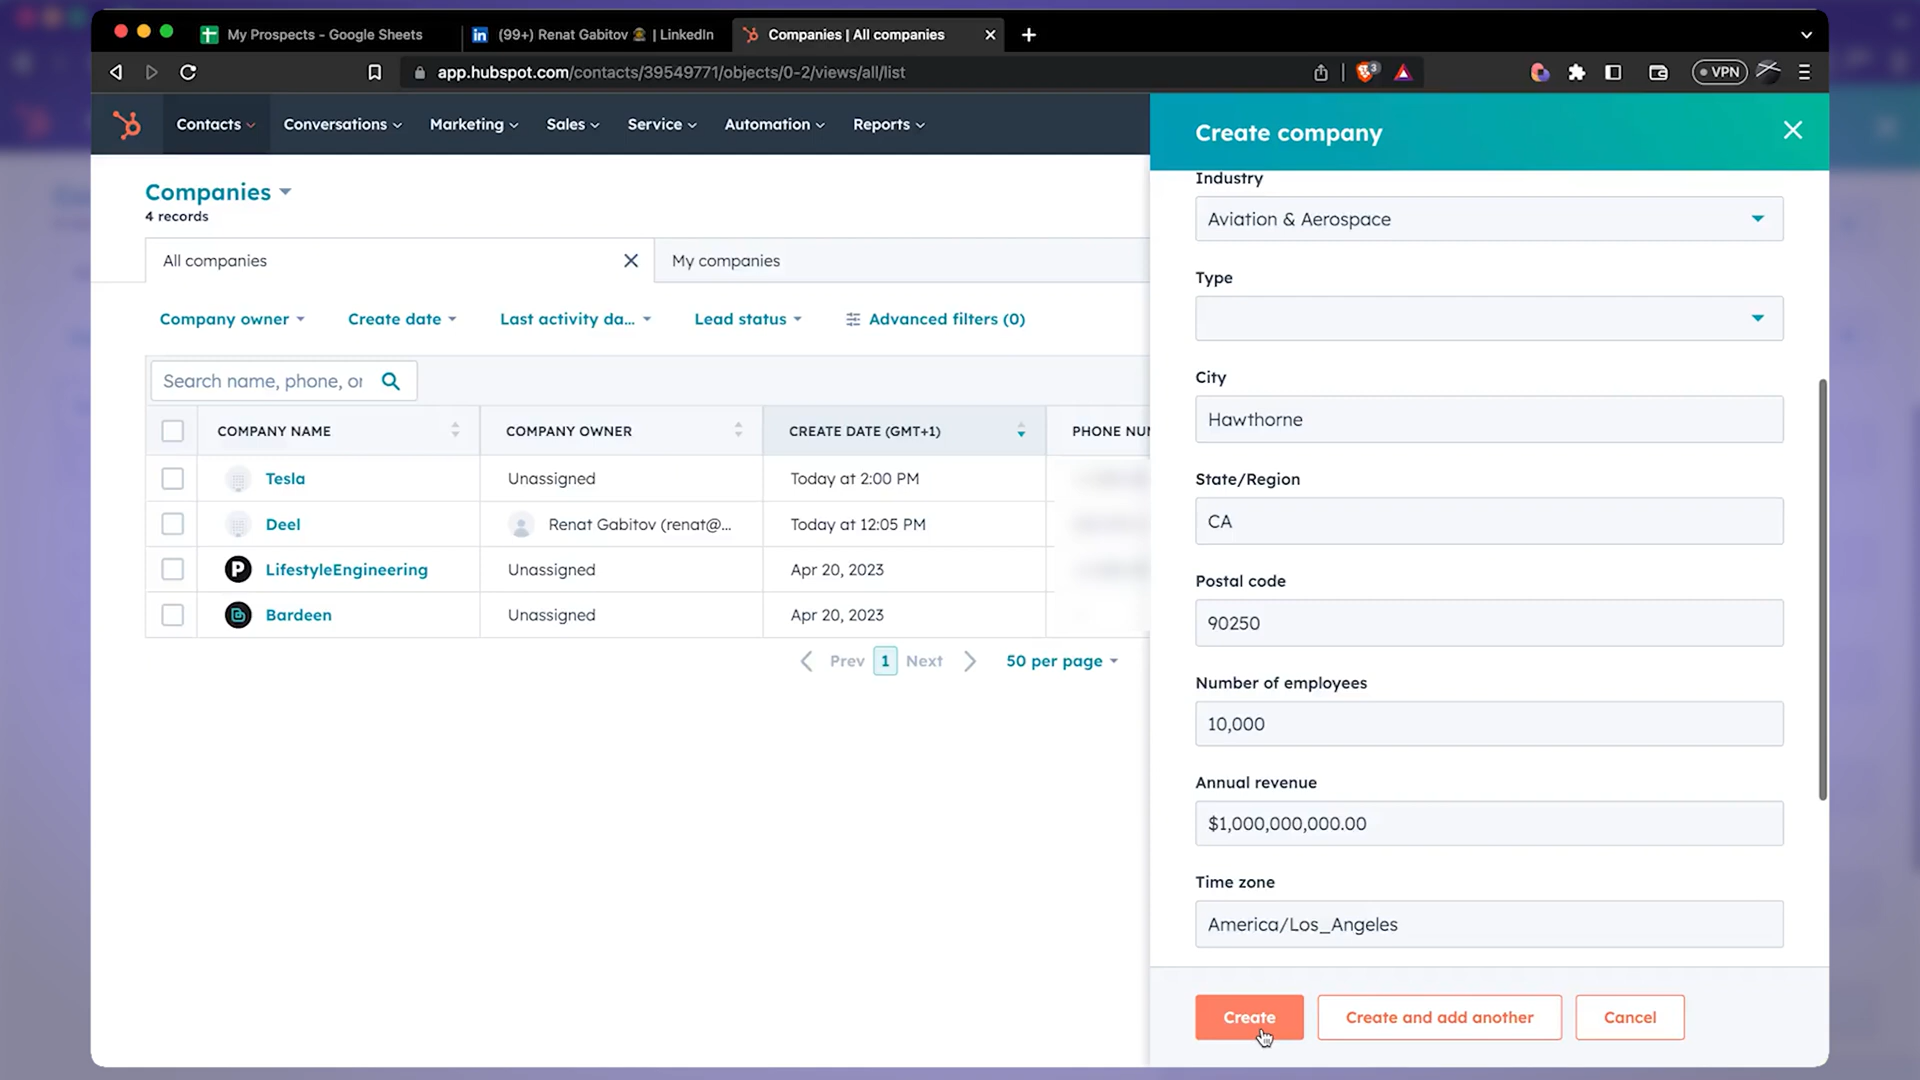 My Prospects - Google Sheets
(99+) Renat Gabitov | LinkedIn
Companies | All companies
app.hubspot.com/contacts/39549771/objects/0-2/views/all/list
3
VPN
Contacts
Conversations
Marketing
Sales
Service
Automation
Reports
Companies
4 records
All companies
My companies
Company owner
Create date
Last activity da...
Lead status
Advanced filters (0)
Search name, phone, or
COMPANY NAME
COMPANY OWNER
CREATE DATE (GMT+1)
PHONE NU
Tesla
Unassigned
Today at 2:00 PM
Deel
Renat Gabitov (renat@...
Today at 12:05 PM
LifestyleEngineering
Unassigned
Apr 20, 2023
Bardeen
Unassigned
Apr 20, 2023
Prev
1
Next
50 per page
Create company
Industry
Aviation & Aerospace
Type
City
Hawthorne
State/Region
CA
Postal code
90250
Number of employees
10,000
Annual revenue
$1,000,000,000.00
Time zone
America/Los_Angeles
Create
Create and add another
Cancel